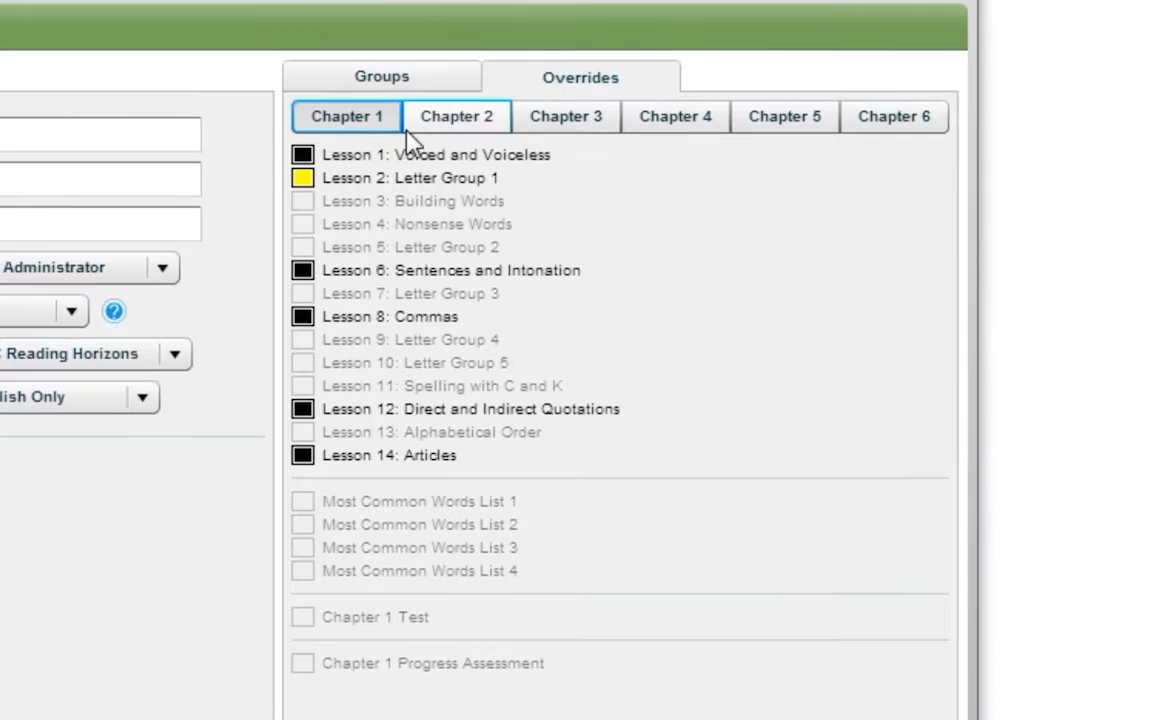 Groups
Overrides
Chapter 1
Chapter 2
Chapter 3
Chapter 4
Chapter 5
Chapter 6
Lesson 1: Voiced and Voiceless
Lesson 2: Letter Group 1
Lesson 3: Building Words
Lesson 4: Nonsense Words
Lesson 5: Letter Group 2
Lesson 6: Sentences and Intonation
Lesson 7: Letter Group 3
Lesson 8: Commas
Lesson 9: Letter Group 4
Lesson 10: Letter Group 5
Lesson 11: Spelling with C and K
Lesson 12: Direct and Indirect Quotations
Lesson 13: Alphabetical Order
Lesson 14: Articles
Most Common Words List 1
Most Common Words List 2
Most Common Words List 3
Most Common Words List 4
Chapter 1 Test
Chapter 1 Progress Assessment
Administrator
?
Reading Horizons
lish Only